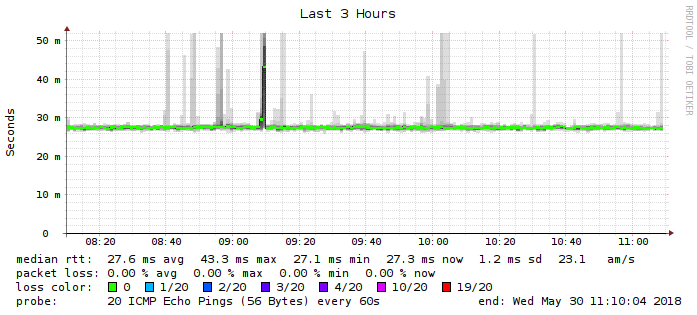 Last 3 Hours
RRDTOOL / TOBI OETIKER
Seconds
50 m
40 m
30 m
20 m
10 m
0
08:20 08:40 09:00 09:20 09:40 10:00 10:20 10:40 11:00
median rtt: 27.6 ms avg 43.3 ms max 27.1 ms min 27.3 ms now 1.2 ms sd 23.1 am/s
packet loss: 0.00 % avg 0.00 % max 0.00 % min 0.00 % now
loss color: 0 1/20 2/20 3/20 4/20 10/20 19/20
probe: 20 ICMP Echo Pings (56 Bytes) every 60s end: Wed May 30 11:10:04 2018